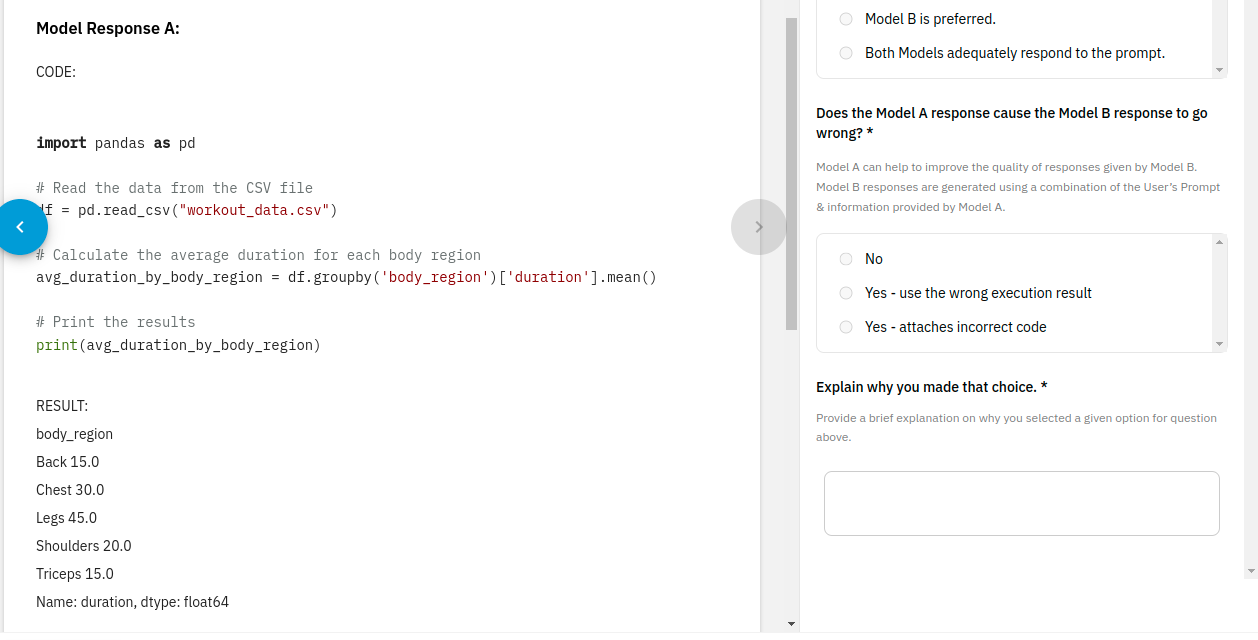 Model Response A:
CODE:
import pandas as pd
# Read the data from the CSV file
df = pd.read_csv("workout_data.csv")
# Calculate the average duration for each body region
avg_duration_by_body_region = df.groupby('body_region')['duration'].mean()
# Print the results
print(avg_duration_by_body_region)
RESULT:
body_region
Back 15.0
Chest 30.0
Legs 45.0
Shoulders 20.0
Triceps 15.0
Name: duration, dtype: float64
Model B is preferred.
Both Models adequately respond to the prompt.
Does the Model A response cause the Model B response to go
wrong? *
Model A can help to improve the quality of responses given by Model B.
Model B responses are generated using a combination of the User's Prompt
& information provided by Model A.
No
Yes - use the wrong execution result
Yes - attaches incorrect code
Explain why you made that choice. *
Provide a brief explanation on why you selected a given option for question
above.